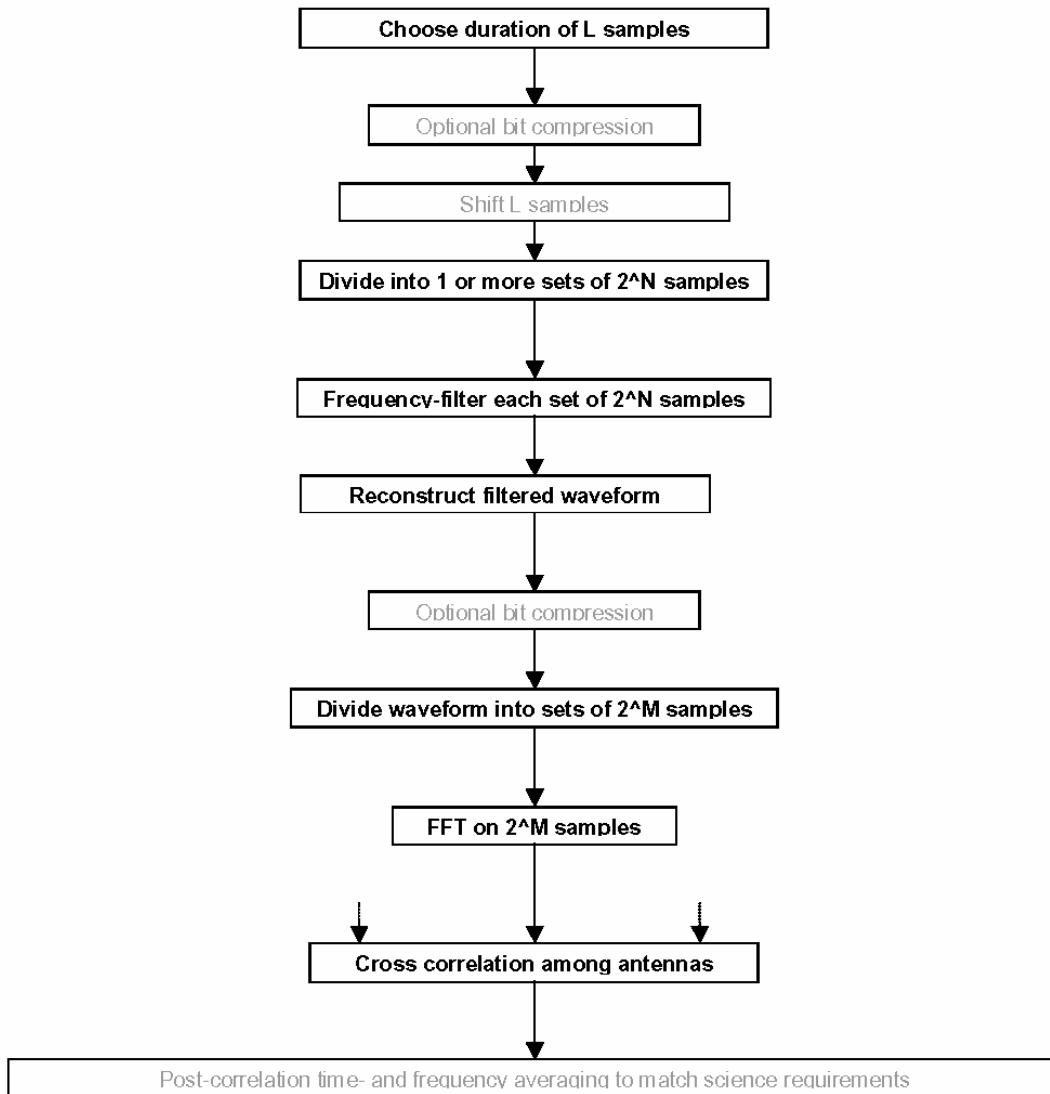 Choose duration of L samples
Optional bit compression
Shift L samples
Divide into 1 or more sets of 2^N samples
Frequency-filter each set of 2^N samples
Reconstruct filtered waveform
Optional bit compression
Divide waveform into sets of 2^M samples
FFT on 2^M samples
Cross correlation among antennas
Post-correlation time- and frequency averaging to match science requirements